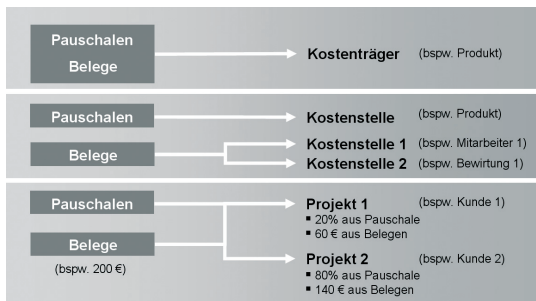 Pauschalen
Belege
Kostenträger (bspw. Produkt)
Pauschalen
Kostenstelle (bspw. Produkt)
Belege
Kostenstelle 1 (bspw. Mitarbeiter 1)
Kostenstelle 2 (bspw. Bewirtung 1)
Pauschalen
Projekt 1 (bspw. Kunde 1)
▪ 20% aus Pauschale
▪ 60 € aus Belegen
Belege
(bspw. 200 €)
Projekt 2 (bspw. Kunde 2)
▪ 80% aus Pauschale
▪ 140 € aus Belegen